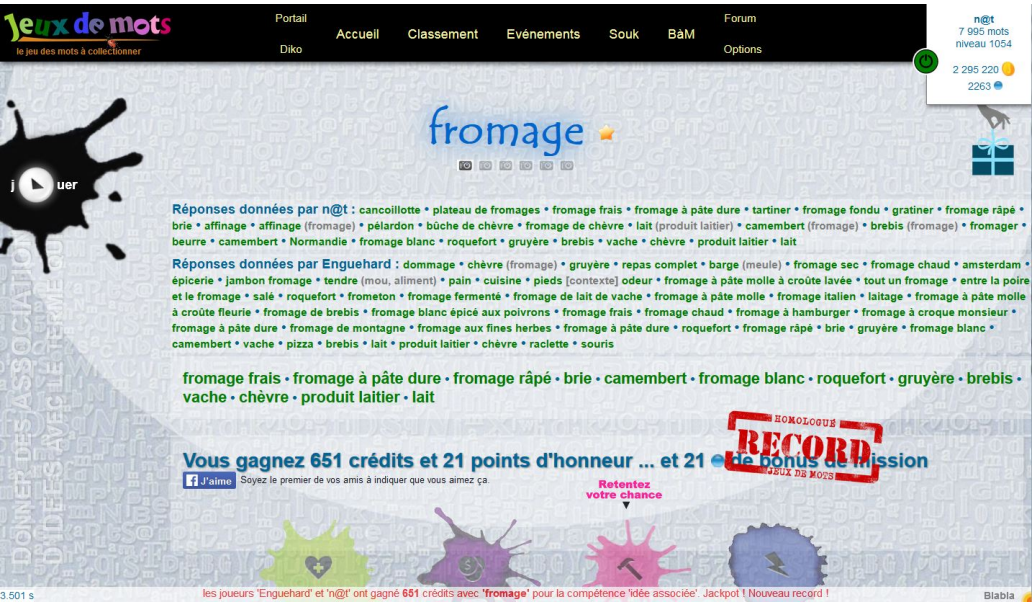 Jeux de mots
le jeu des mots à collectionner
Portail
Diko
Accueil
Classement
Evénements
Souk
BàM
Forum
Options
n@t
7 995 mots
niveau 1054
2 295 220
2263
fromage
j uer
Réponses données par n@t : cancoillotte • plateau de fromages • fromage frais • fromage à pâte dure • tartiner • fromage fondu • gratiner • fromage râpé •
brie • affinage • affinage (fromage) • pélardon • bûche de chèvre • fromage de chèvre • lait (produit laitier) • camembert (fromage) • brebis (fromage) • fromager •
beurre • camembert • Normandie • fromage blanc • roquefort • gruyère • brebis • vache • chèvre • produit laitier • lait
Réponses données par Enguehard : dommage • chèvre (fromage) • gruyère • repas complet • barge (meule) • fromage sec • fromage chaud • amsterdam •
épicerie • jambon fromage • tendre (mou, aliment) • pain • cuisine • pieds [contexte] odeur • fromage à pâte molle à croûte lavée • tout un fromage • entre la poire
et le fromage • salé • roquefort • frometon • fromage fermenté • fromage de lait de vache • fromage à pâte molle • fromage italien • laitage • fromage à pâte molle
à croûte fleurie • fromage de brebis • fromage blanc épicé aux poivrons • fromage frais • fromage chaud • fromage à hamburger • fromage à croque monsieur •
fromage à pâte dure • fromage de montagne • fromage aux fines herbes • fromage à pâte dure • roquefort • fromage râpé • brie • gruyère • fromage blanc •
camembert • vache • pizza • brebis • lait • produit laitier • chèvre • raclette • souris
fromage frais • fromage à pâte dure • fromage râpé • brie • camembert • fromage blanc • roquefort • gruyère • brebis •
vache • chèvre • produit laitier • lait
HOMOLOGUÉ
RECORD
JEUX DE MOTS
Vous gagnez 651 crédits et 21 points d'honneur ... et 21 de bonus de mission
J'aime
Soyez le premier de vos amis à indiquer que vous aimez ça.
Retentez
votre chance
3.501 s
les joueurs 'Enguehard' et 'n@t' ont gagné 651 crédits avec 'fromage' pour la compétence 'idée associée'. Jackpot ! Nouveau record !
Blabla